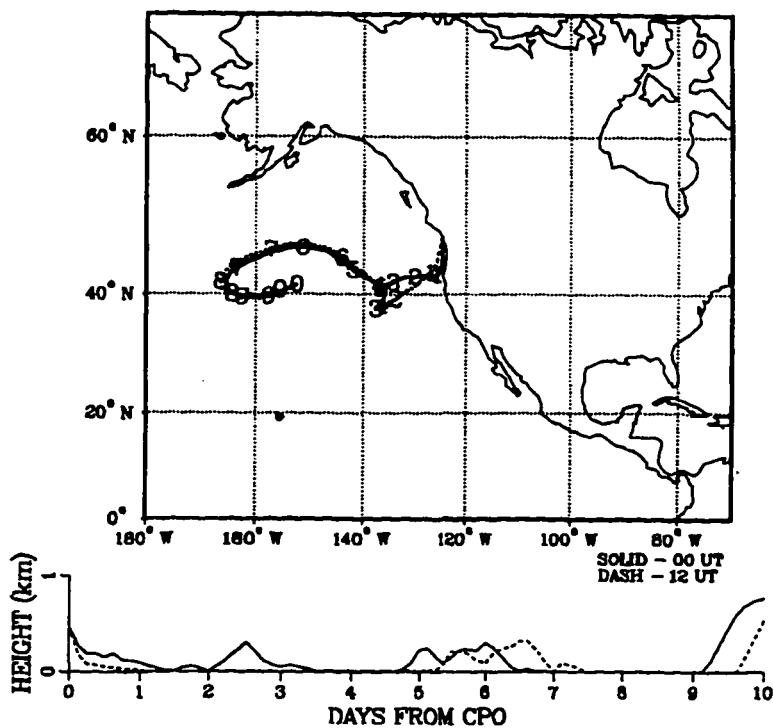 60° N
40° N
20° N
0°
180° W 160° W 140° W 120° W 100° W 80° W
SOLID - 00 UT
DASH - 12 UT
HEIGHT (km)
1
0
0 1 2 3 4 5 6 7 8 9 10
DAYS FROM CPO